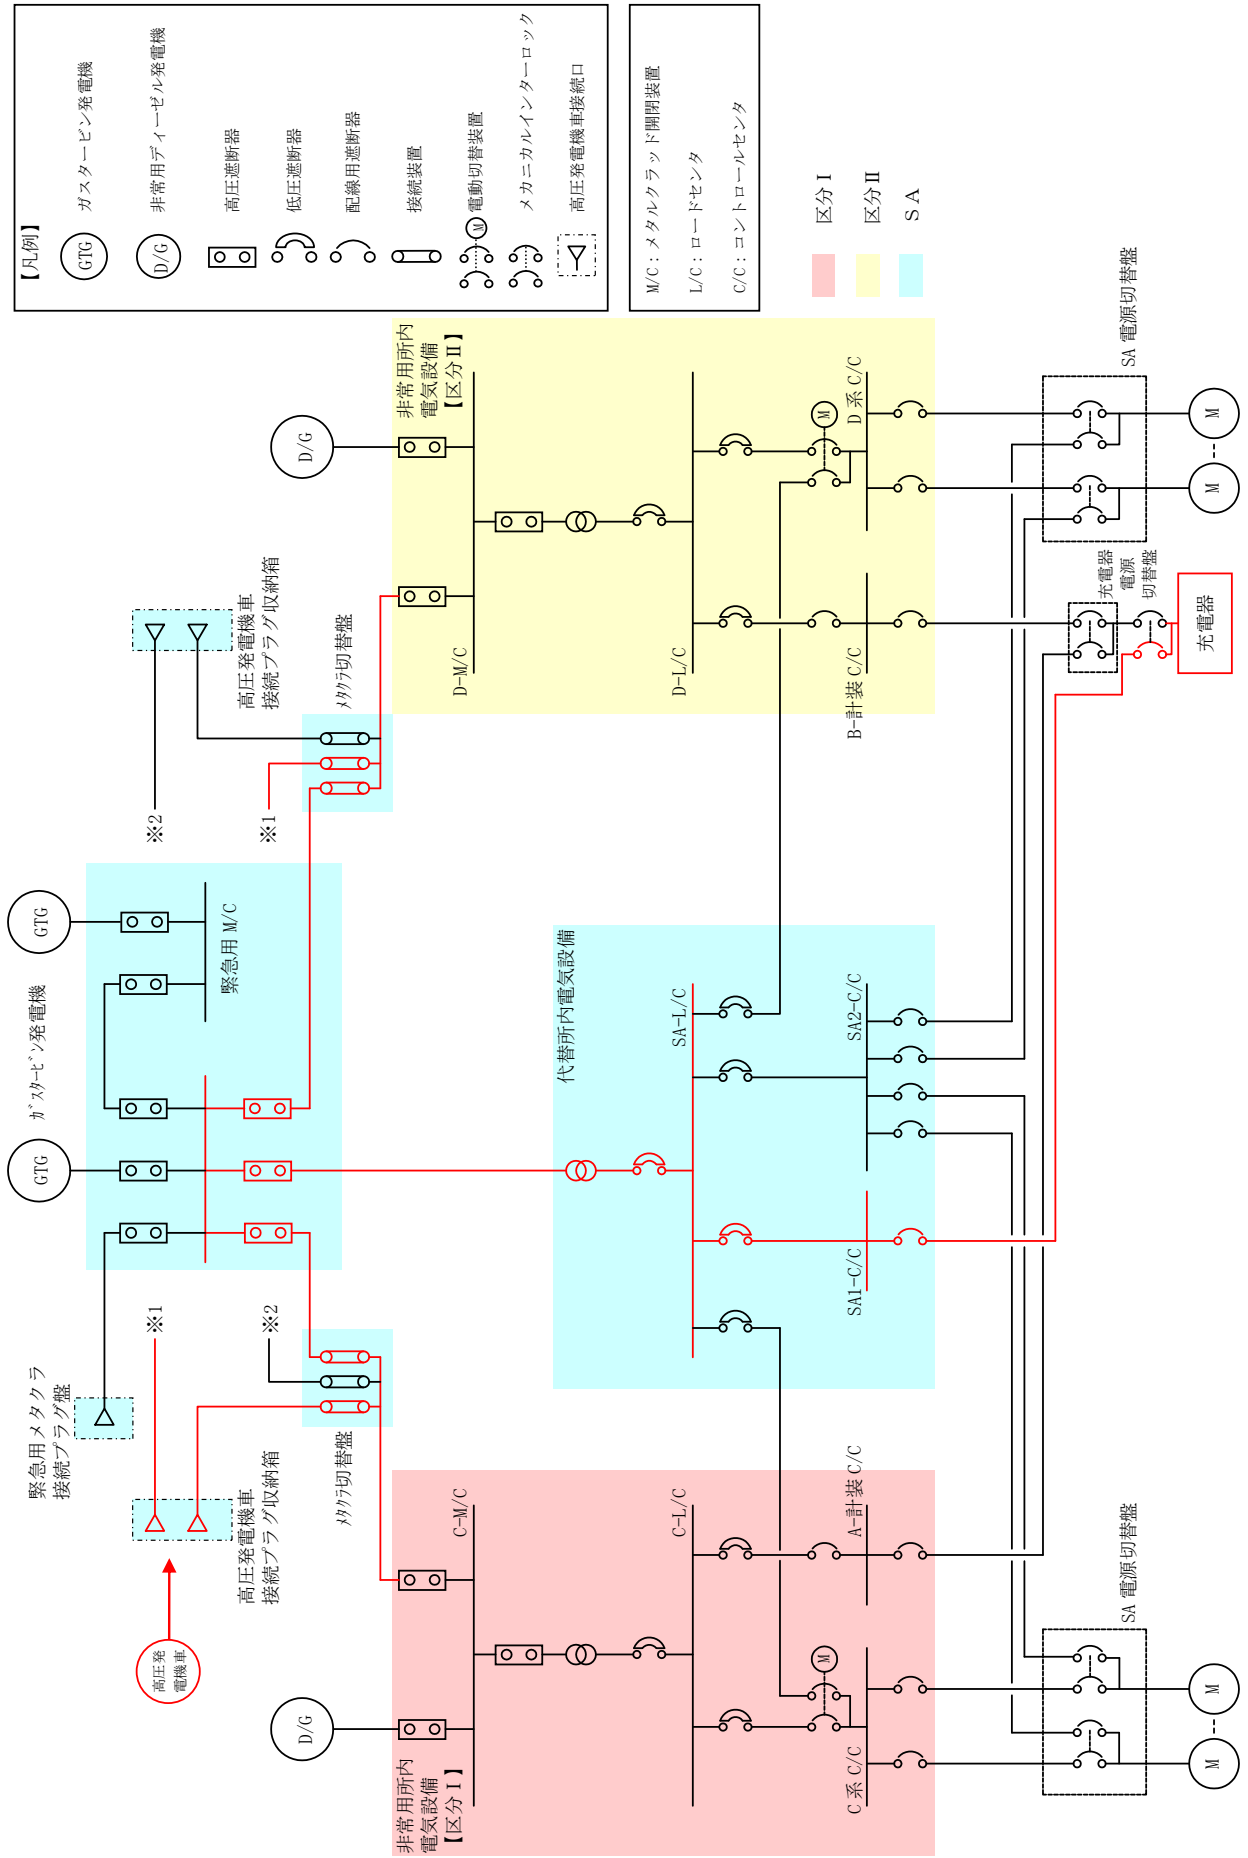 【凡例】
GTG
ガスタービン発電機
D/G
非常用ディーゼル発電機
高圧遮断器
低圧遮断器
配線用遮断器
接続装置
M
電動切替装置
メカニカルインターロック
高圧発電機車接続口
M/C：メタルクラッド開閉装置
L/C：ロードセンタ
C/C：コントロールセンタ
区分Ⅰ
区分Ⅱ
ＳＡ
緊急用メタクラ
接続プラグ盤
GTG
ｶﾞｽﾀｰﾋﾞﾝ発電機
GTG
緊急用 M/C
高圧発
電機車
※1
※2
※2
※1
高圧発電機車
接続プラグ収納箱
高圧発電機車
接続プラグ収納箱
D/G
D/G
ﾒﾀｸﾗ切替盤
ﾒﾀｸﾗ切替盤
非常用所内
電気設備
【区分Ⅰ】
C-M/C
非常用所内
電気設備
【区分Ⅱ】
D-M/C
代替所内電気設備
C-L/C
SA-L/C
D-L/C
M
M
C 系 C/C
A-計装 C/C
SA1-C/C
SA2-C/C
B-計装 C/C
D 系 C/C
SA 電源切替盤
充電器
電源
切替盤
SA 電源切替盤
M
M
充電器
M
M